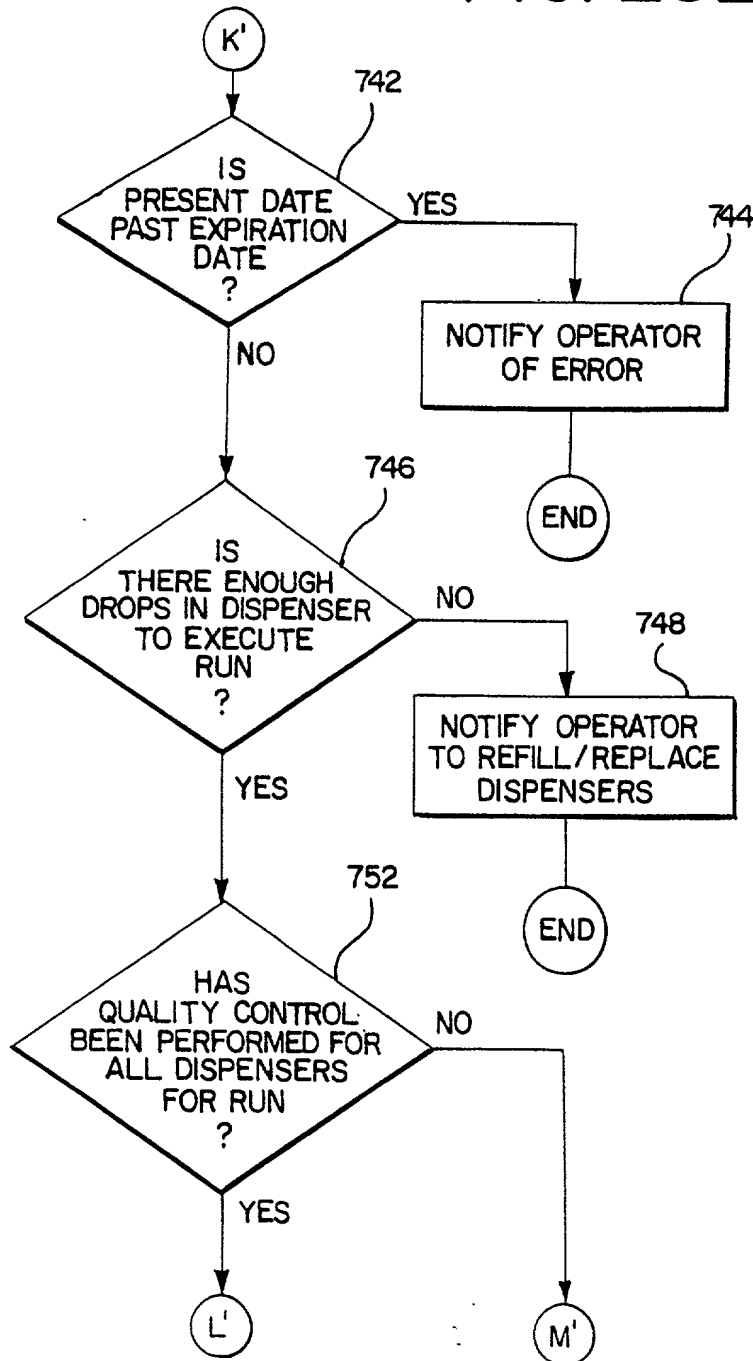 K'
742
IS
PRESENT DATE
PAST EXPIRATION
DATE
?
YES
744
NOTIFY OPERATOR
OF ERROR
NO
END
746
IS
THERE ENOUGH
DROPS IN DISPENSER
TO EXECUTE
RUN
?
NO
748
NOTIFY OPERATOR
TO REFILL/REPLACE
DISPENSERS
YES
END
752
HAS
QUALITY CONTROL
BEEN PERFORMED FOR
ALL DISPENSERS
FOR RUN
?
NO
YES
L'
M'